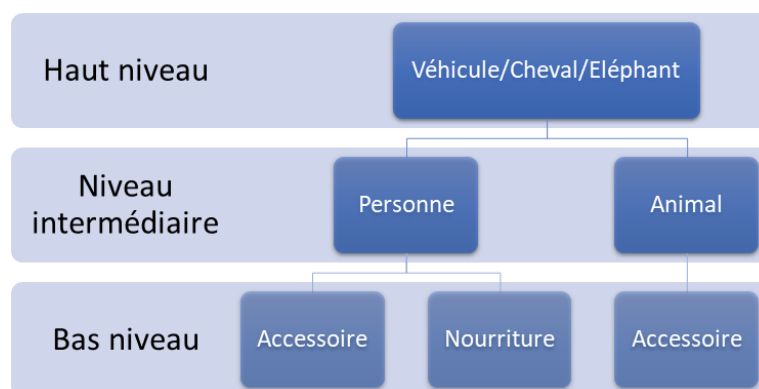 Haut niveau
Véhicule/Cheval/Eléphant
Niveau
intermédiaire
Personne
Animal
Bas niveau
Accessoire
Nourriture
Accessoire